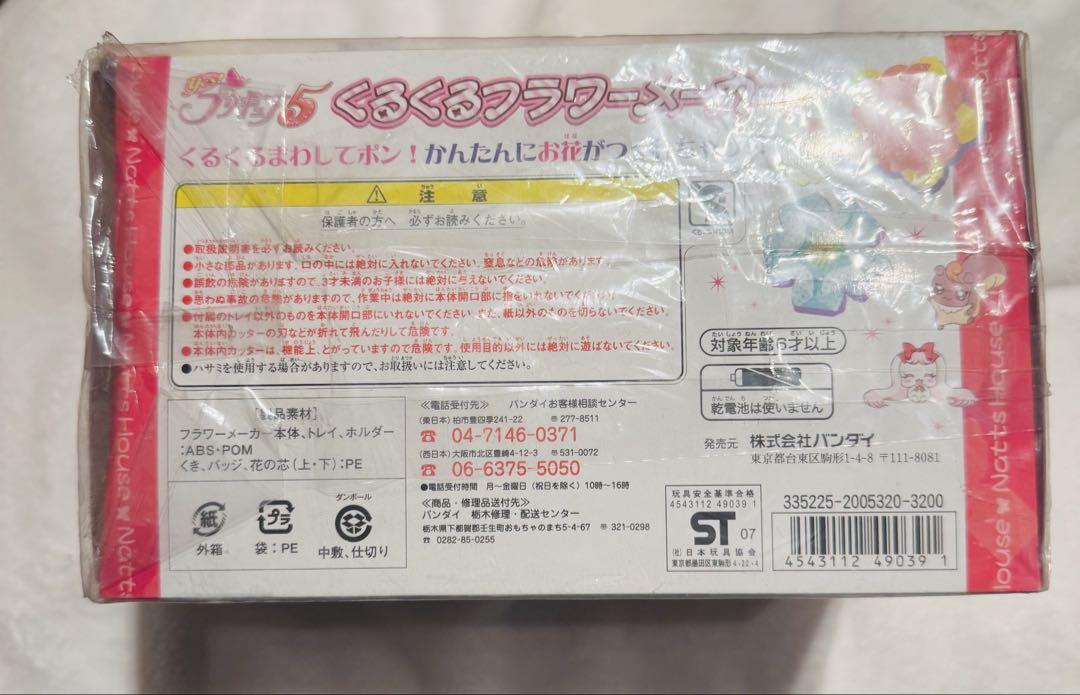 Yes!プリキュア5 くるくるフラワーメーカー
くるくるまわしてポン!かんたんにお花が
⚠ 注意
保護者の方へ 必ずお読みください。
●取扱説明書を必ずお読みください。
●小さな部品があります。口の中には絶対に入れないでください。窒息などの危険があります。
●誤飲の危険がありますので、3才未満のお子様には絶対に与えないでください。
●思わぬ事故の危険がありますので、作業中は絶対に本体開口部に指をいれないでください。
●付属のトレイ以外のものを本体開口部にいれないでください。また、紙以外のものを切らないでください。
本体内カッターの刃などが折れて飛んだりして危険です。
●本体内カッターは、機能上、とがっていますので危険です。使用目的以外には絶対に遊ばないでください。
●ハサミを使用する場合がありますので、お取扱いには注意してください。
対象年齢6才以上
乾電池は使いません
発売元 株式会社バンダイ
東京都台東区駒形1-4-8 〒111-8081
[製品素材]
フラワーメーカー本体、トレイ、ホルダー
:ABS・POM
くき、バッジ、花の芯(上・下):PE
紙
外箱
プラ
袋:PE
ダンボール
中敷、仕切り
≪電話受付先≫ バンダイお客様相談センター
(東日本)柏市豊四季241-22 〒277-8511
☎ 04-7146-0371
(西日本)大阪市北区豊崎4-12-3 〒531-0072
☎ 06-6375-5050
●電話受付時間 月~金曜日(祝日を除く)10時~16時
≪商品・修理品送付先≫
バンダイ 栃木修理・配送センター
栃木県下都賀郡壬生町おもちゃのまち5-4-67 〒321-0298
☎ 0282-85-0255
玩具安全基準合格
4543112 49039 1
ST 07
(社)日本玩具協会
東京都墨田区東駒形4-22-4
335225-2005320-3200
4543112 490391
Natts House
Natts House